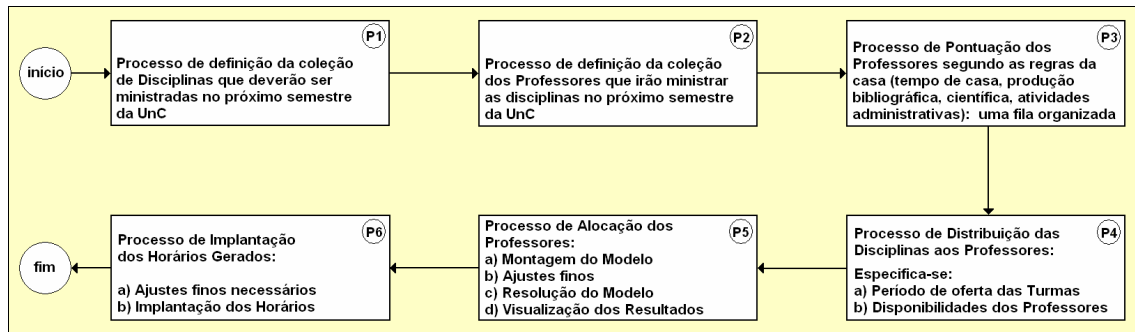 início
P1
Processo de definição da coleção
de Disciplinas que deverão ser
ministradas no próximo semestre
da UnC
P2
Processo de definição da coleção
dos Professores que irão ministrar
as disciplinas no próximo semestre
da UnC
P3
Processo de Pontuação dos
Professores segundo as regras da
casa (tempo de casa, produção
bibliográfica, científica, atividades
administrativas): uma fila organizada
P4
Processo de Distribuição das
Disciplinas aos Professores:
Especifica-se:
a) Período de oferta das Turmas
b) Disponibilidades dos Professores
P5
Processo de Alocação dos
Professores:
a) Montagem do Modelo
b) Ajustes finos
c) Resolução do Modelo
d) Visualização dos Resultados
P6
Processo de Implantação
dos Horários Gerados:
a) Ajustes finos necessários
b) Implantação dos Horários
fim